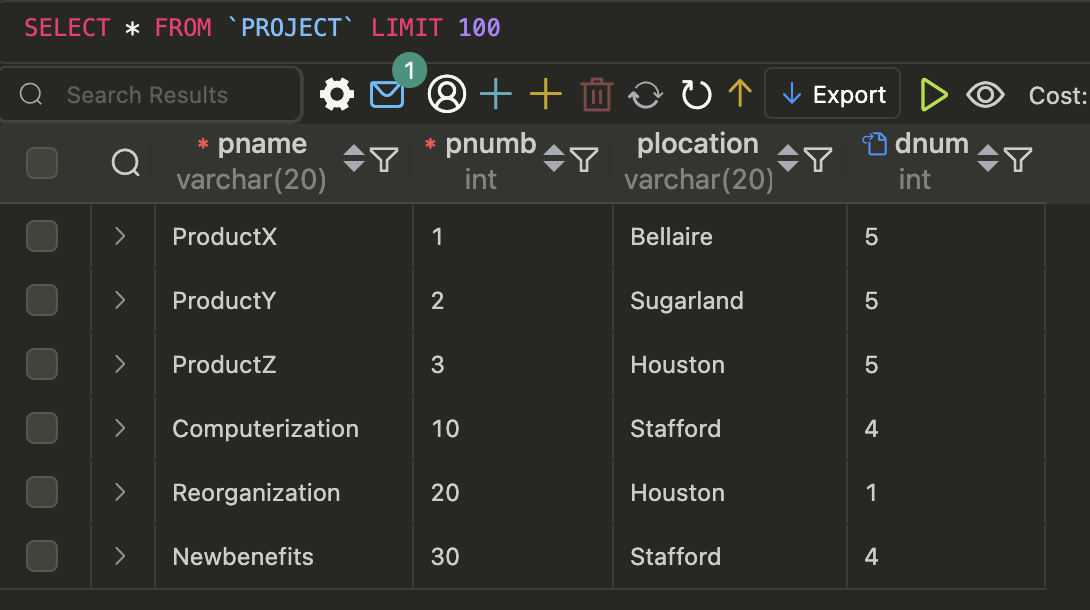 SELECT * FROM `PROJECT` LIMIT 100
1
Search Results
Export
Cost:
* pname
* pnumb
plocation
dnum
varchar(20)
int
varchar(20)
int
ProductX 1 Bellaire 5
ProductY 2 Sugarland 5
ProductZ 3 Houston 5
Computerization 10 Stafford 4
Reorganization 20 Houston 1
Newbenefits 30 Stafford 4